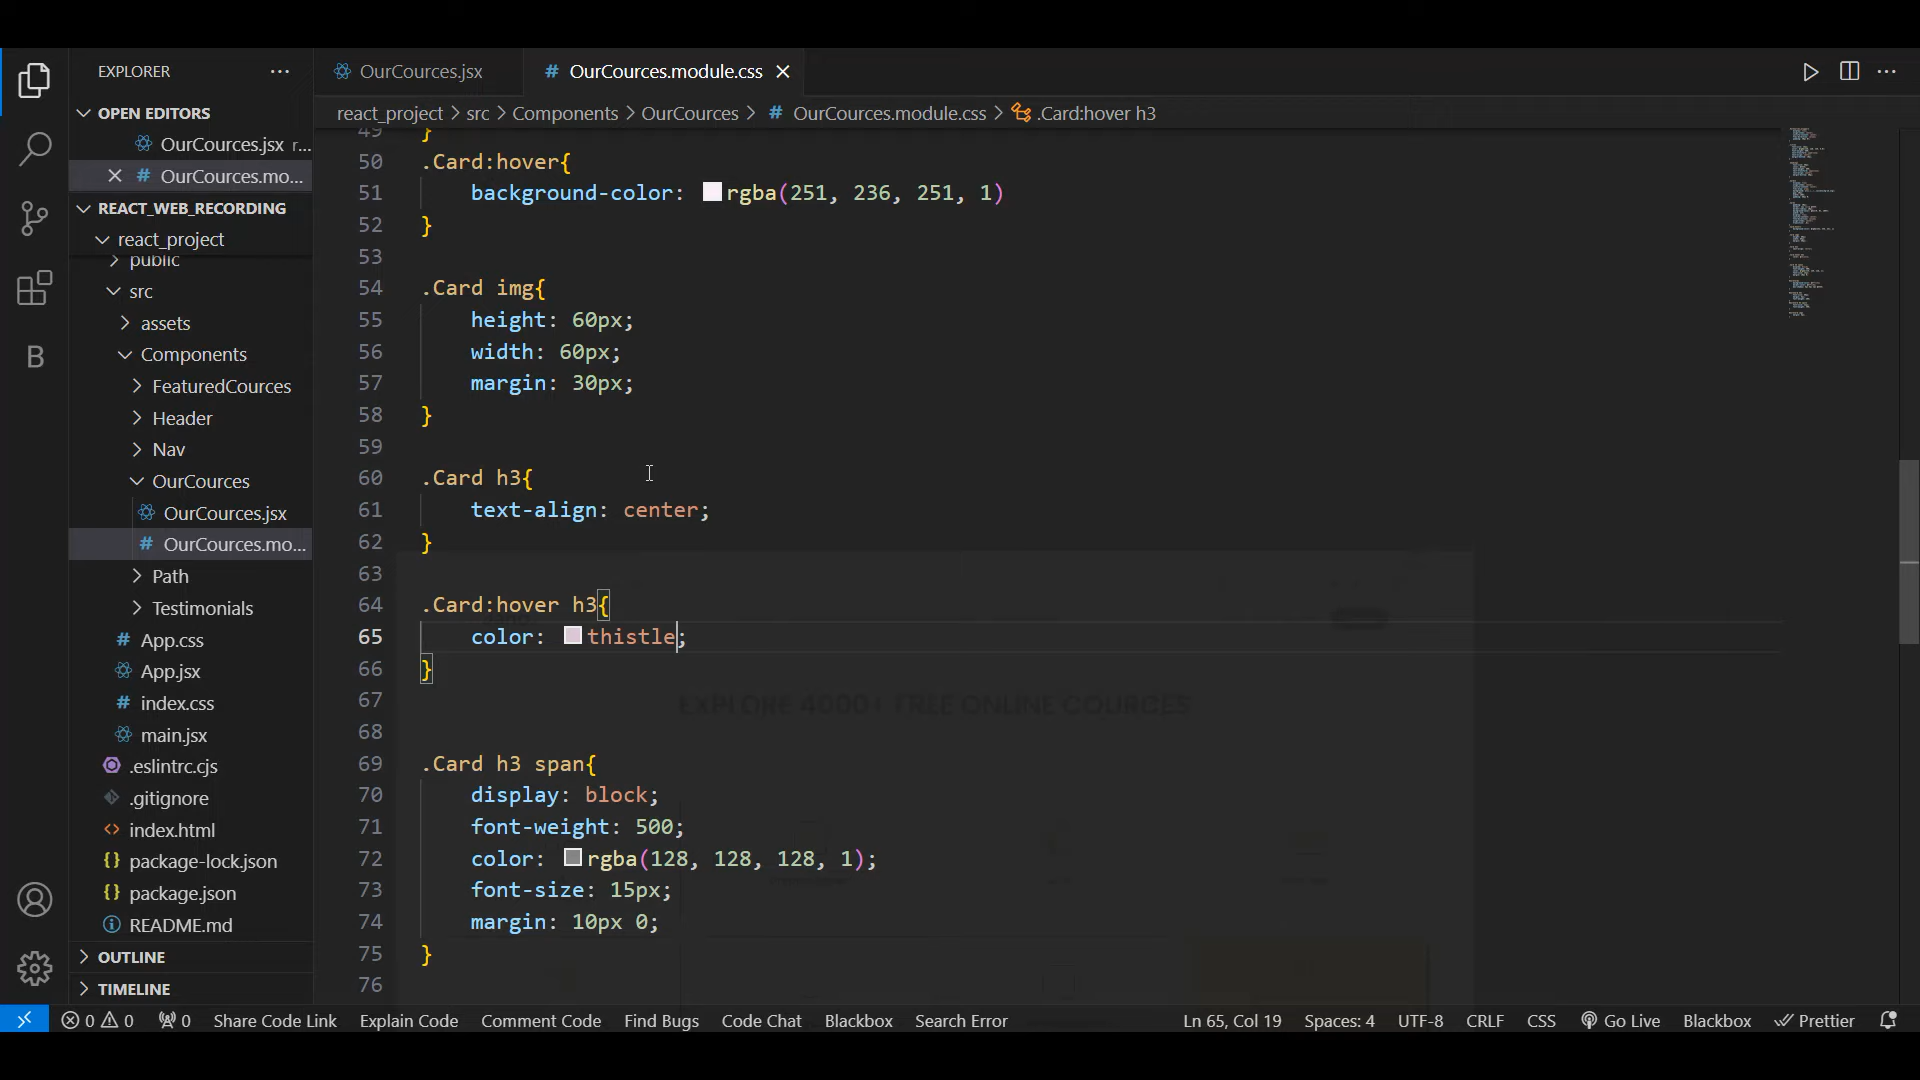 EXPLORER
OurCources.jsx
# OurCources.module.css
OPEN EDITORS
react_project > src > Components > OurCources > # OurCources.module.css > .Card:hover h3
OurCources.jsx r...
# OurCources.mo...
REACT_WEB_RECORDING
react_project
public
src
assets
Components
FeaturedCources
Header
Nav
OurCources
OurCources.jsx
# OurCources.mo...
Path
Testimonials
# App.css
App.jsx
# index.css
main.jsx
.eslintrc.cjs
.gitignore
<> index.html
{} package-lock.json
{} package.json
README.md
OUTLINE
TIMELINE
49 }
50 .Card:hover{
51 background-color: rgba(251, 236, 251, 1)
52 }
53
54 .Card img{
55 height: 60px;
56 width: 60px;
57 margin: 30px;
58 }
59
60 .Card h3{
61 text-align: center;
62 }
63
64 .Card:hover h3{
65 color: thistle;
66 }
67
EXPLORE 4000+ FREE ONLINE COURCES
68
69 .Card h3 span{
70 display: block;
71 font-weight: 500;
72 color: rgba(128, 128, 128, 1);
73 font-size: 15px;
74 margin: 10px 0;
75 }
76
0 0 0 Share Code Link Explain Code Comment Code Find Bugs Code Chat Blackbox Search Error Ln 65, Col 19 Spaces: 4 UTF-8 CRLF CSS Go Live Blackbox Prettier